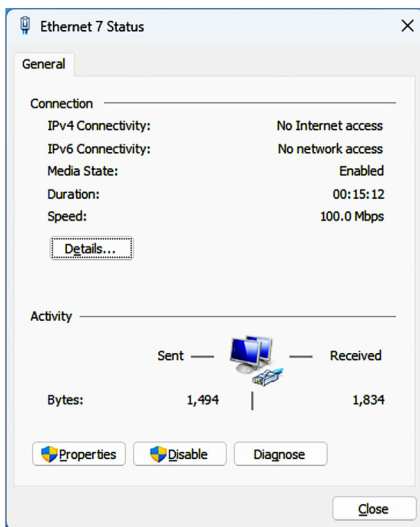 Ethernet 7 Status
General
Connection
IPv4 Connectivity: No Internet access
IPv6 Connectivity: No network access
Media State: Enabled
Duration: 00:15:12
Speed: 100.0 Mbps
Details...
Activity
Sent Received
Bytes: 1,494 1,834
Properties Disable Diagnose
Close